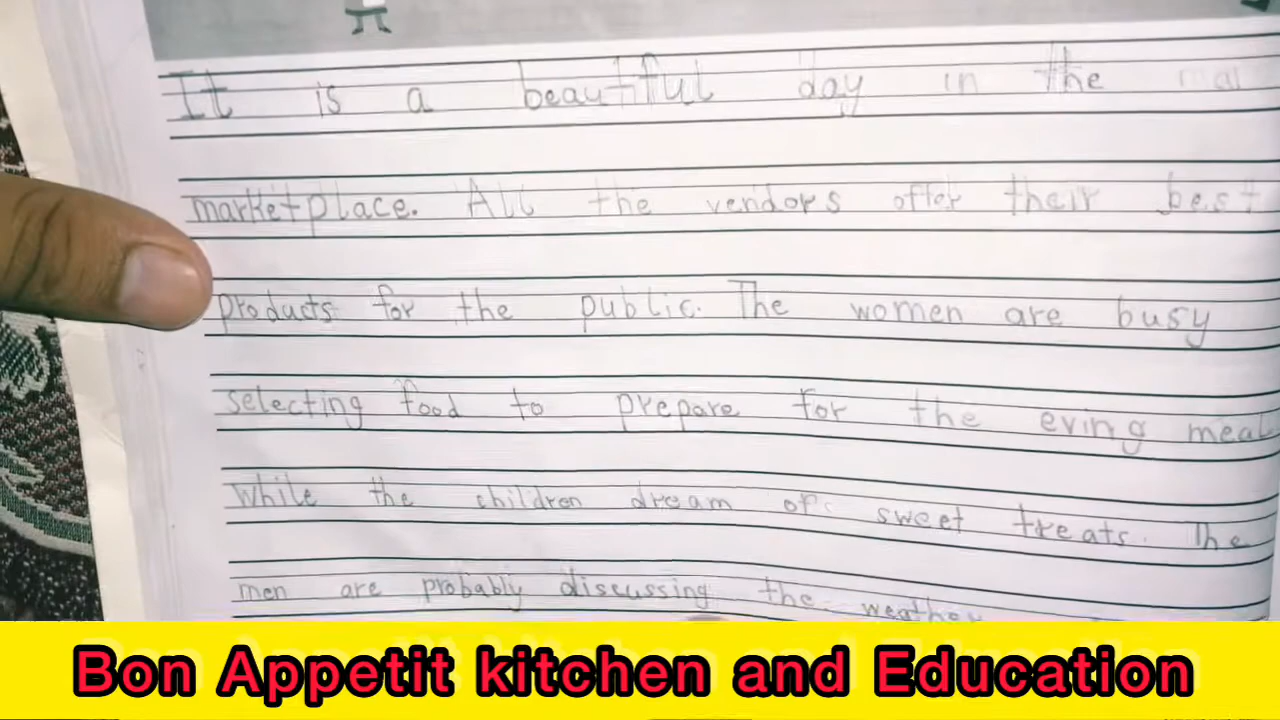 It is a beautiful day in the mar
marketplace. All the vendors offer their best
products for the public. The women are busy
selecting food to prepare for the eving meal
while the children dream of sweet treats. The
men are probably discussing the weather
Bon Appetit kitchen and Education